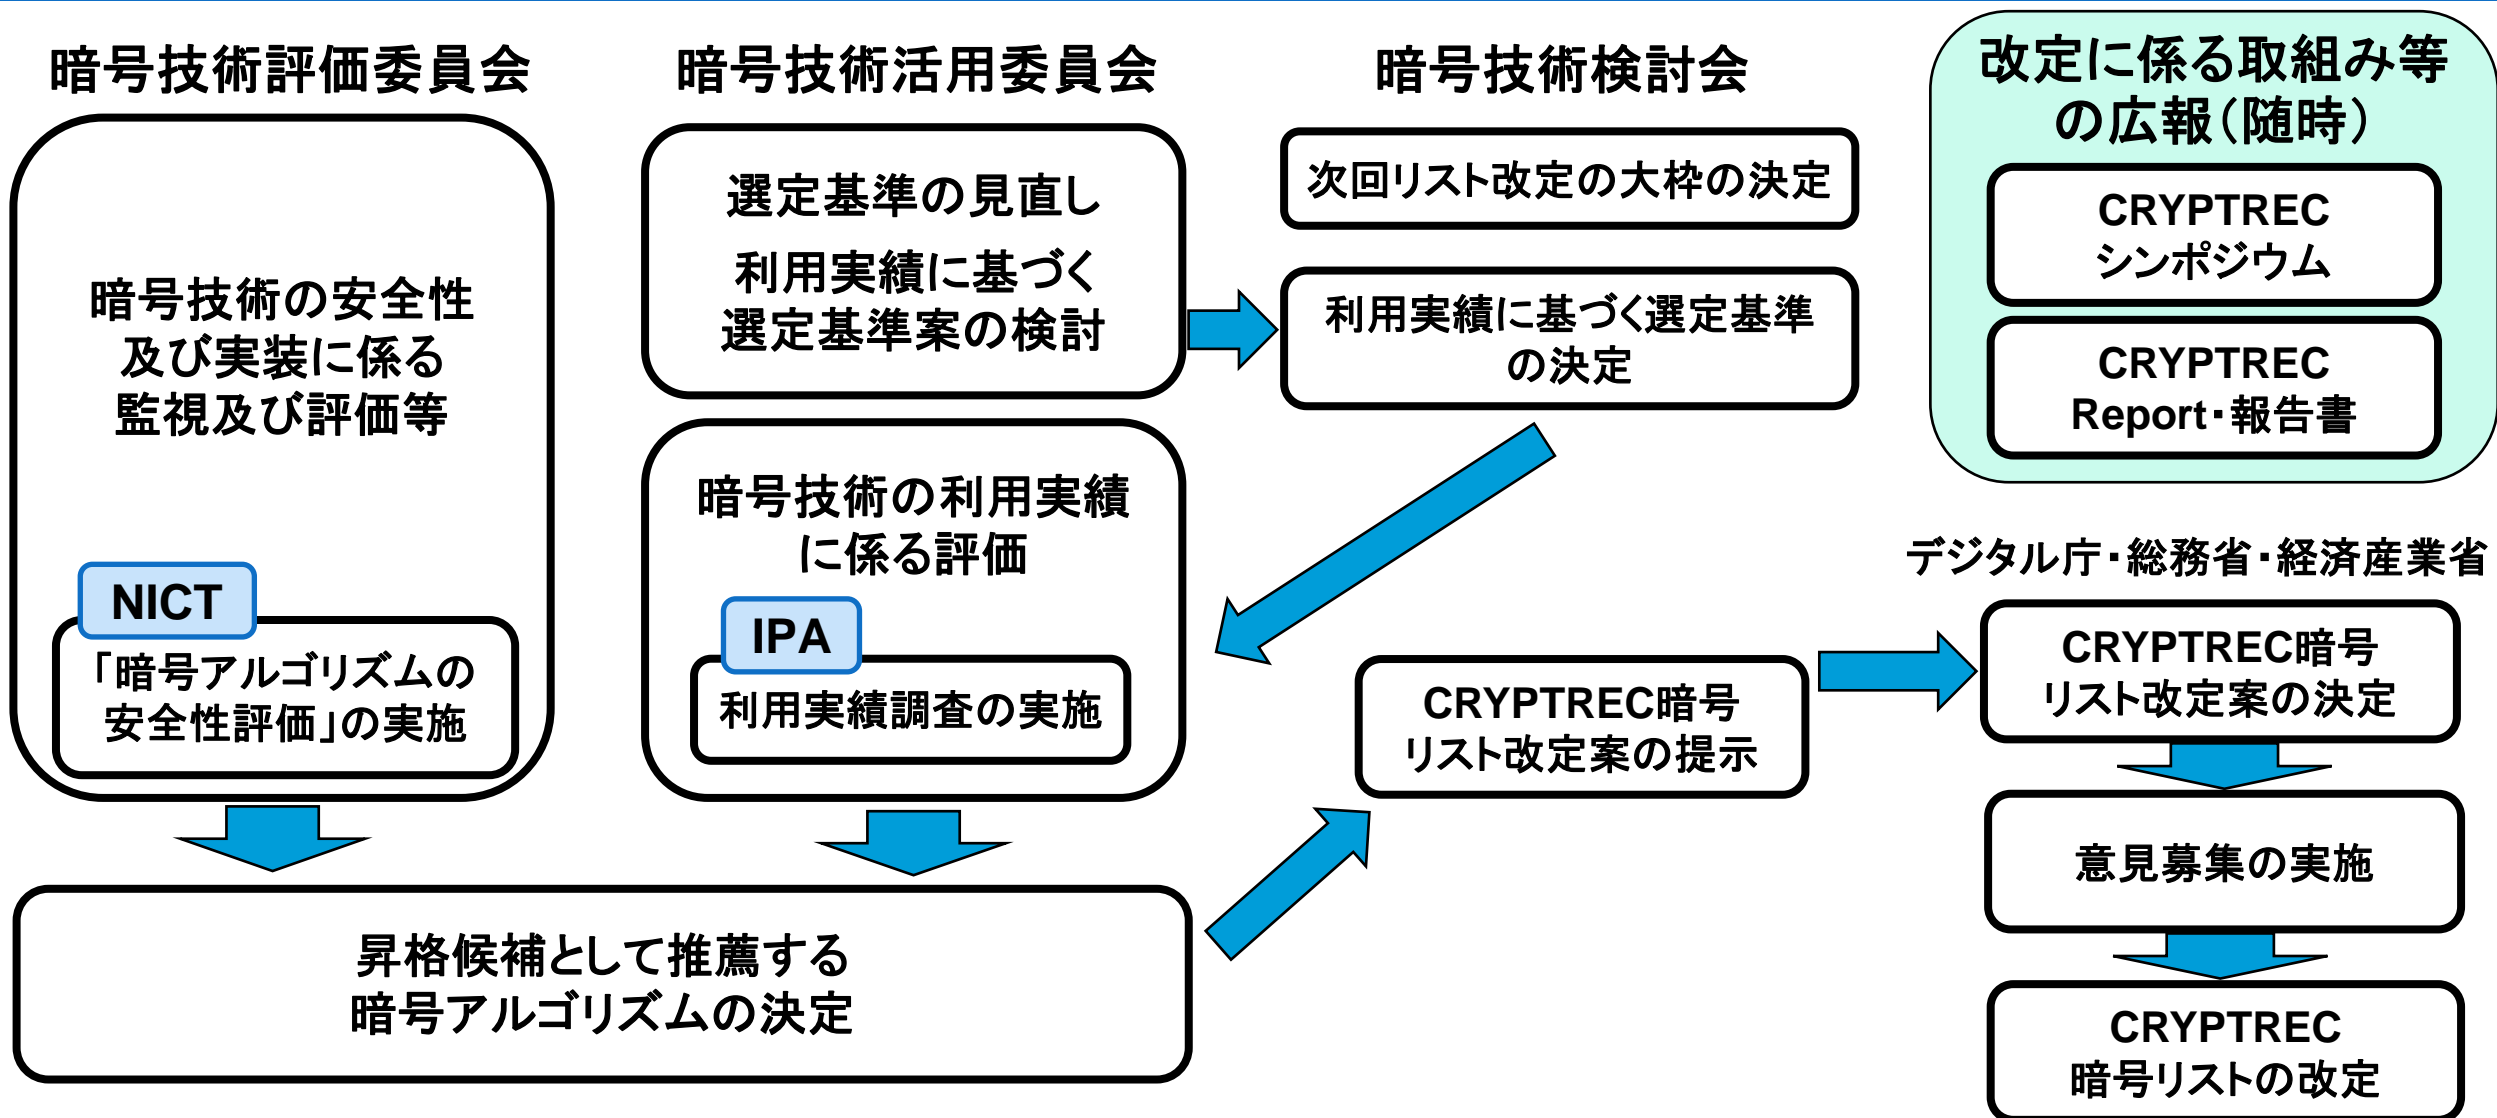 暗号技術評価委員会
暗号技術の安全性
及び実装に係る
監視及び評価等
NICT
「暗号アルゴリズムの
安全性評価」の実施
暗号技術活用委員会
選定基準の見直し
利用実績に基づく
選定基準案の検討
暗号技術の利用実績
に係る評価
IPA
利用実績調査の実施
昇格候補として推薦する
暗号アルゴリズムの決定
暗号技術検討会
次回リスト改定の大枠の決定
利用実績に基づく選定基準
の決定
CRYPTREC暗号
リスト改定案の提示
改定に係る取組み等
の広報(随時)
CRYPTREC
シンポジウム
CRYPTREC
Report・報告書
デジタル庁・総務省・経済産業省
CRYPTREC暗号
リスト改定案の決定
意見募集の実施
CRYPTREC
暗号リストの改定